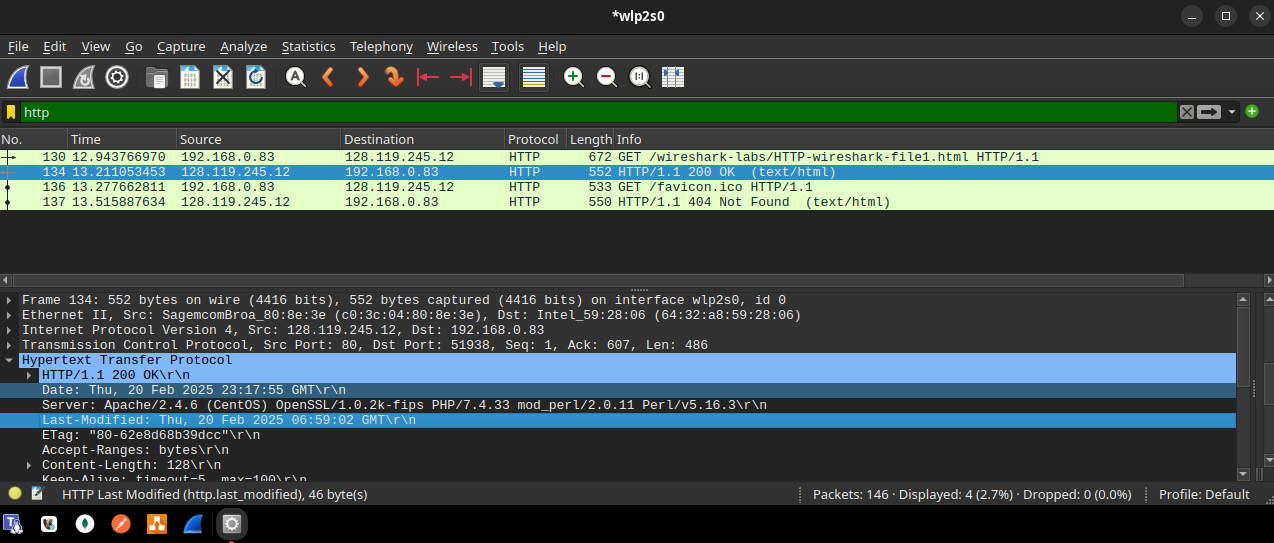 *wlp2s0
File Edit View Go Capture Analyze Statistics Telephony Wireless Tools Help
http
No. Time Source Destination Protocol Length Info
130 12.943766970 192.168.0.83 128.119.245.12 HTTP 672 GET /wireshark-labs/HTTP-wireshark-file1.html HTTP/1.1
134 13.211053453 128.119.245.12 192.168.0.83 HTTP 552 HTTP/1.1 200 OK (text/html)
136 13.277662811 192.168.0.83 128.119.245.12 HTTP 533 GET /favicon.ico HTTP/1.1
137 13.515887634 128.119.245.12 192.168.0.83 HTTP 550 HTTP/1.1 404 Not Found (text/html)
Frame 134: 552 bytes on wire (4416 bits), 552 bytes captured (4416 bits) on interface wlp2s0, id 0
Ethernet II, Src: SagemcomBroa_80:8e:3e (c0:3c:04:80:8e:3e), Dst: Intel_59:28:06 (64:32:a8:59:28:06)
Internet Protocol Version 4, Src: 128.119.245.12, Dst: 192.168.0.83
Transmission Control Protocol, Src Port: 80, Dst Port: 51938, Seq: 1, Ack: 607, Len: 486
Hypertext Transfer Protocol
HTTP/1.1 200 OK\r\n
Date: Thu, 20 Feb 2025 23:17:55 GMT\r\n
Server: Apache/2.4.6 (CentOS) OpenSSL/1.0.2k-fips PHP/7.4.33 mod_perl/2.0.11 Perl/v5.16.3\r\n
Last-Modified: Thu, 20 Feb 2025 06:59:02 GMT\r\n
ETag: "80-62e8d68b39dcc"\r\n
Accept-Ranges: bytes\r\n
Content-Length: 128\r\n
Keep-Alive: timeout=5, max=100\r\n
HTTP Last Modified (http.last_modified), 46 byte(s) Packets: 146 · Displayed: 4 (2.7%) · Dropped: 0 (0.0%) Profile: Default